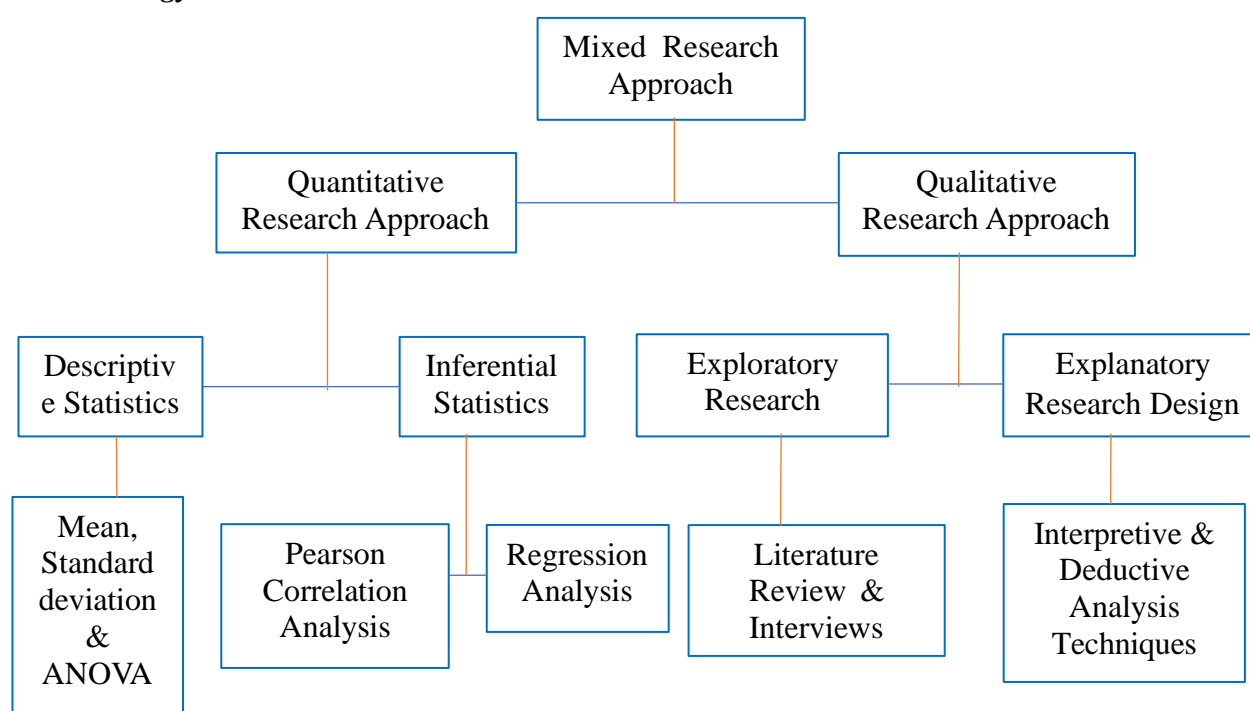 Mixed Research
Approach
Quantitative
Research Approach
Qualitative
Research Approach
Descriptiv
e Statistics
Inferential
Statistics
Exploratory
Research
Explanatory
Research Design
Mean,
Standard
deviation
&
ANOVA
Pearson
Correlation
Analysis
Regression
Analysis
Literature
Review &
Interviews
Interpretive &
Deductive
Analysis
Techniques